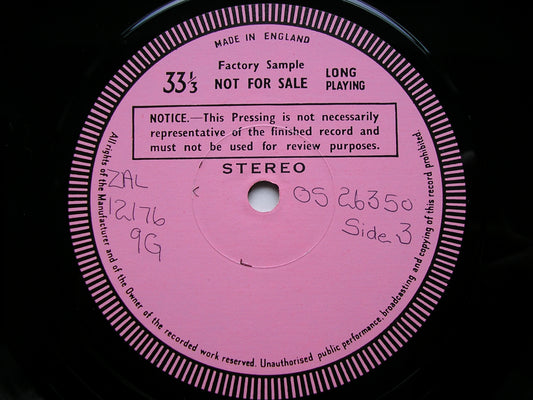 MADE IN ENGLAND
Factory Sample
33⅓ NOT FOR SALE LONG PLAYING
NOTICE.—This Pressing is not necessarily
representative of the finished record and
must not be used for review purposes.
STEREO
ZAL
12176
9G
OS 26350
Side 3
All rights of the Manufacturer and of the Owner of the recorded work reserved. Unauthorised public performance, broadcasting and copying of this record prohibited.